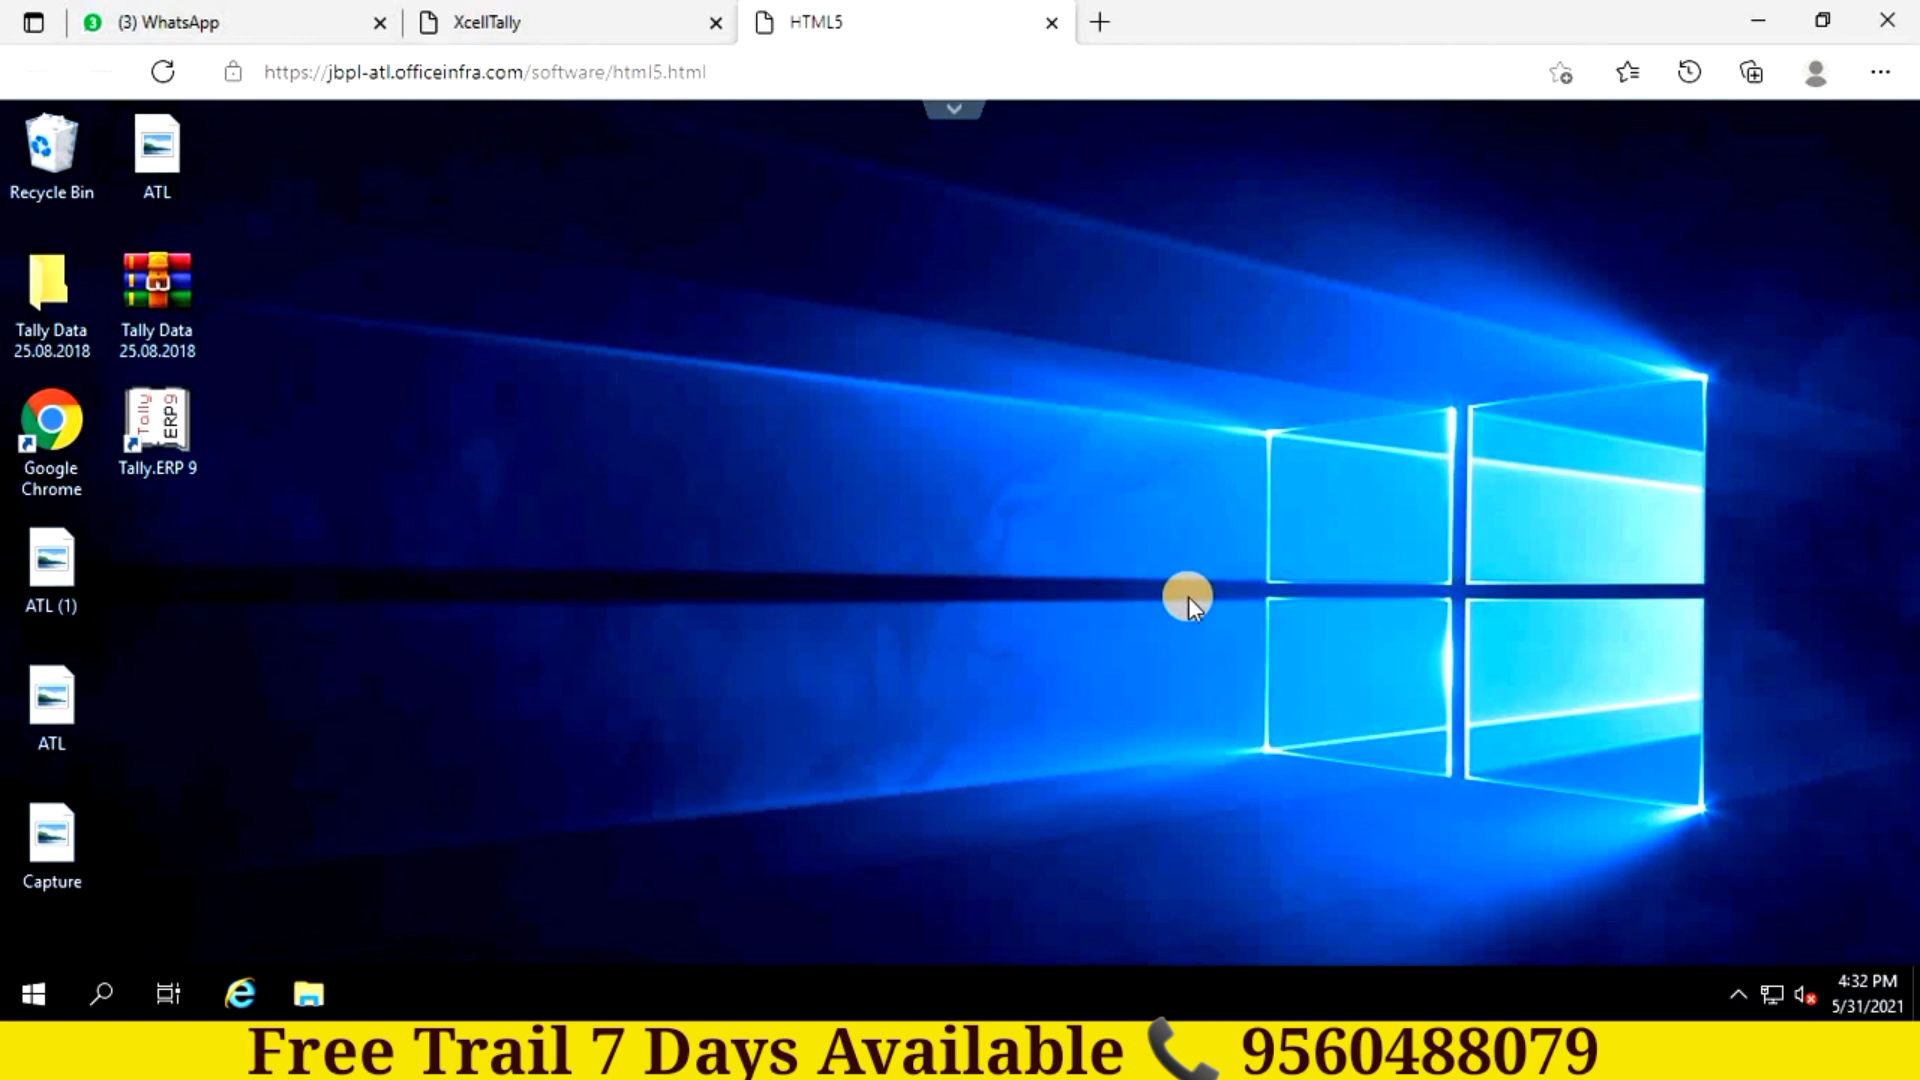 (3) WhatsApp
XcellTally
HTML5
https://jbpl-atl.officeinfra.com/software/html5.html
Recycle Bin
ATL
Tally Data
25.08.2018
Tally Data
25.08.2018
Tally
ERP9
Google
Chrome
Tally.ERP 9
ATL (1)
ATL
Capture
4:32 PM
5/31/2021
Free Trail 7 Days Available 9560488079